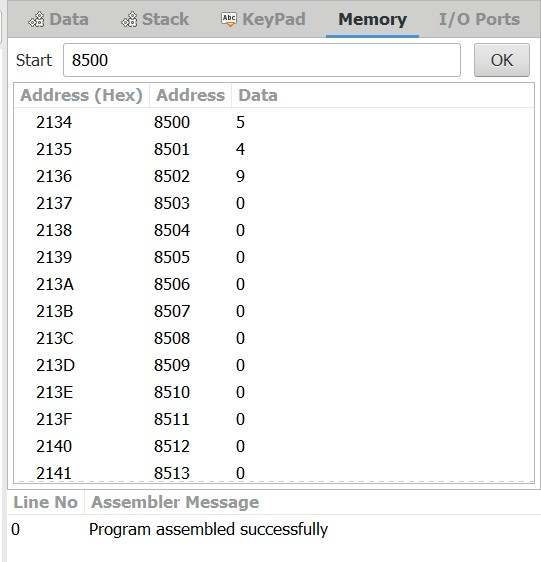 Data Stack Abc KeyPad Memory I/O Ports
Start 8500 OK
Address (Hex) Address Data
2134 8500 5
2135 8501 4
2136 8502 9
2137 8503 0
2138 8504 0
2139 8505 0
213A 8506 0
213B 8507 0
213C 8508 0
213D 8509 0
213E 8510 0
213F 8511 0
2140 8512 0
2141 8513 0
Line No Assembler Message
0 Program assembled successfully